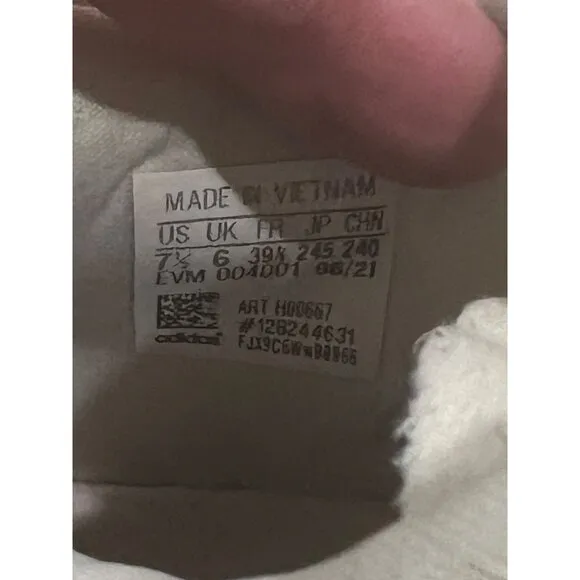 MADE IN VIETNAM
US UK FR JP CHN
7½ 6 39⅓ 245 240
EVM 004001 06/21
ART H00667
#128244631
adidas